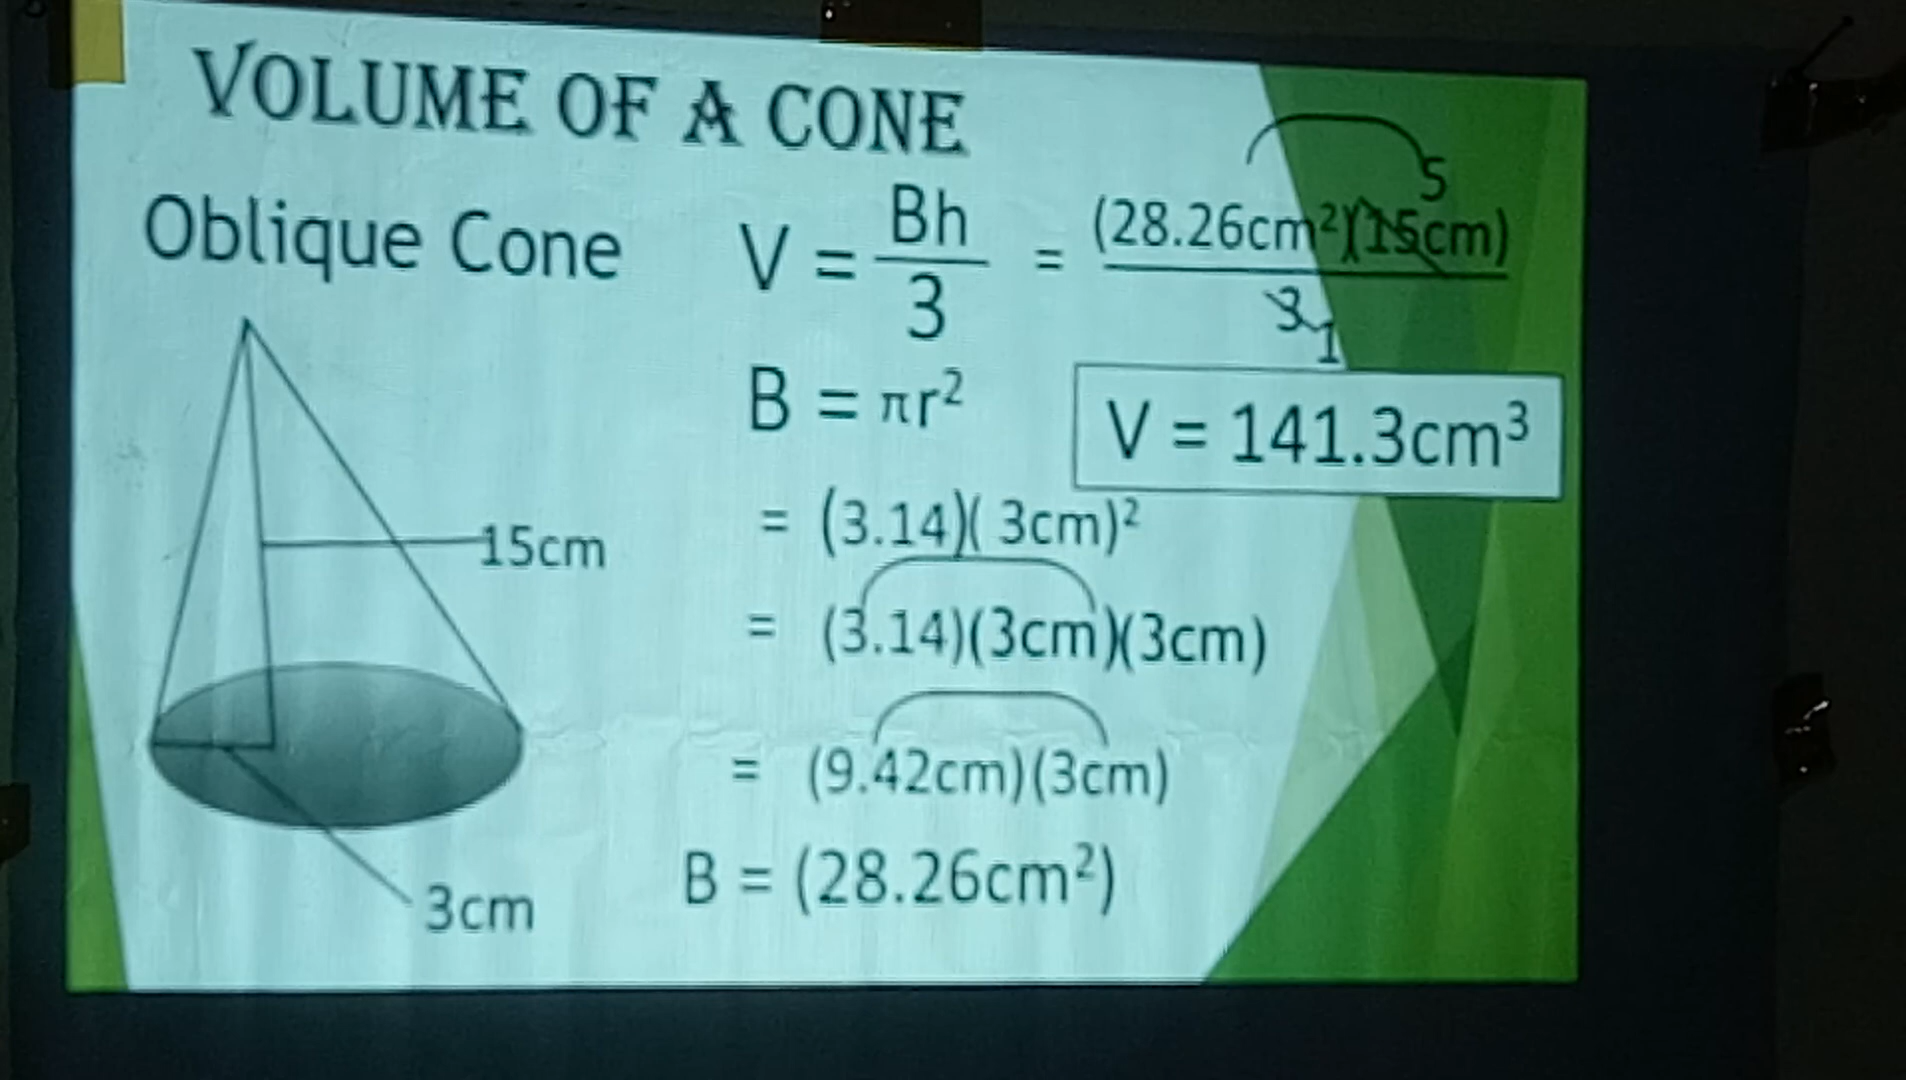 VOLUME OF A CONE
Oblique Cone
V = Bh/3 = (28.26cm²)(15cm)/3
5
1
B = πr²
V = 141.3cm³
= (3.14)( 3cm)²
15cm
= (3.14)(3cm)(3cm)
= (9.42cm)(3cm)
B = (28.26cm²)
3cm